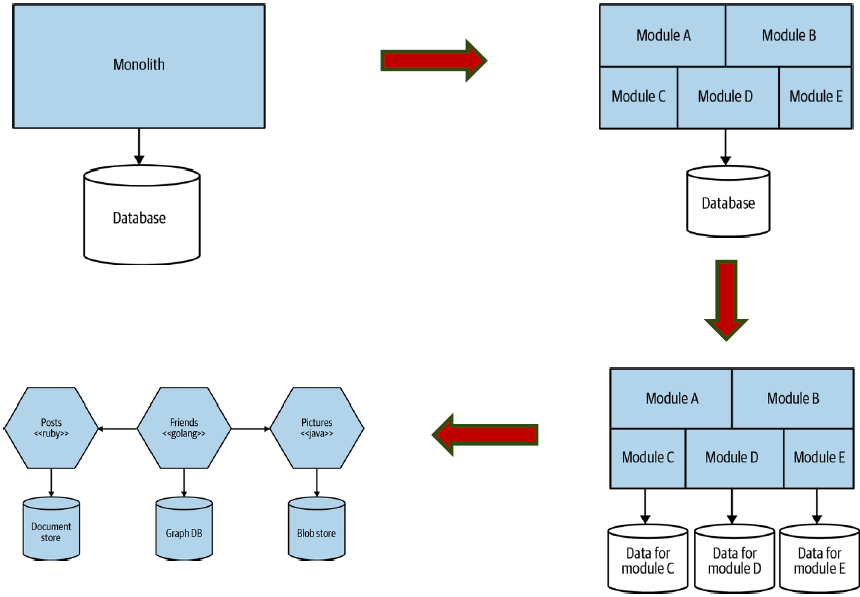 Monolith
Database
Module A
Module B
Module C
Module D
Module E
Database
Module A
Module B
Module C
Module D
Module E
Data for
module C
Data for
module D
Data for
module E
Posts
<<ruby>>
Friends
<<golang>>
Pictures
<<java>>
Document
store
Graph DB
Blob store